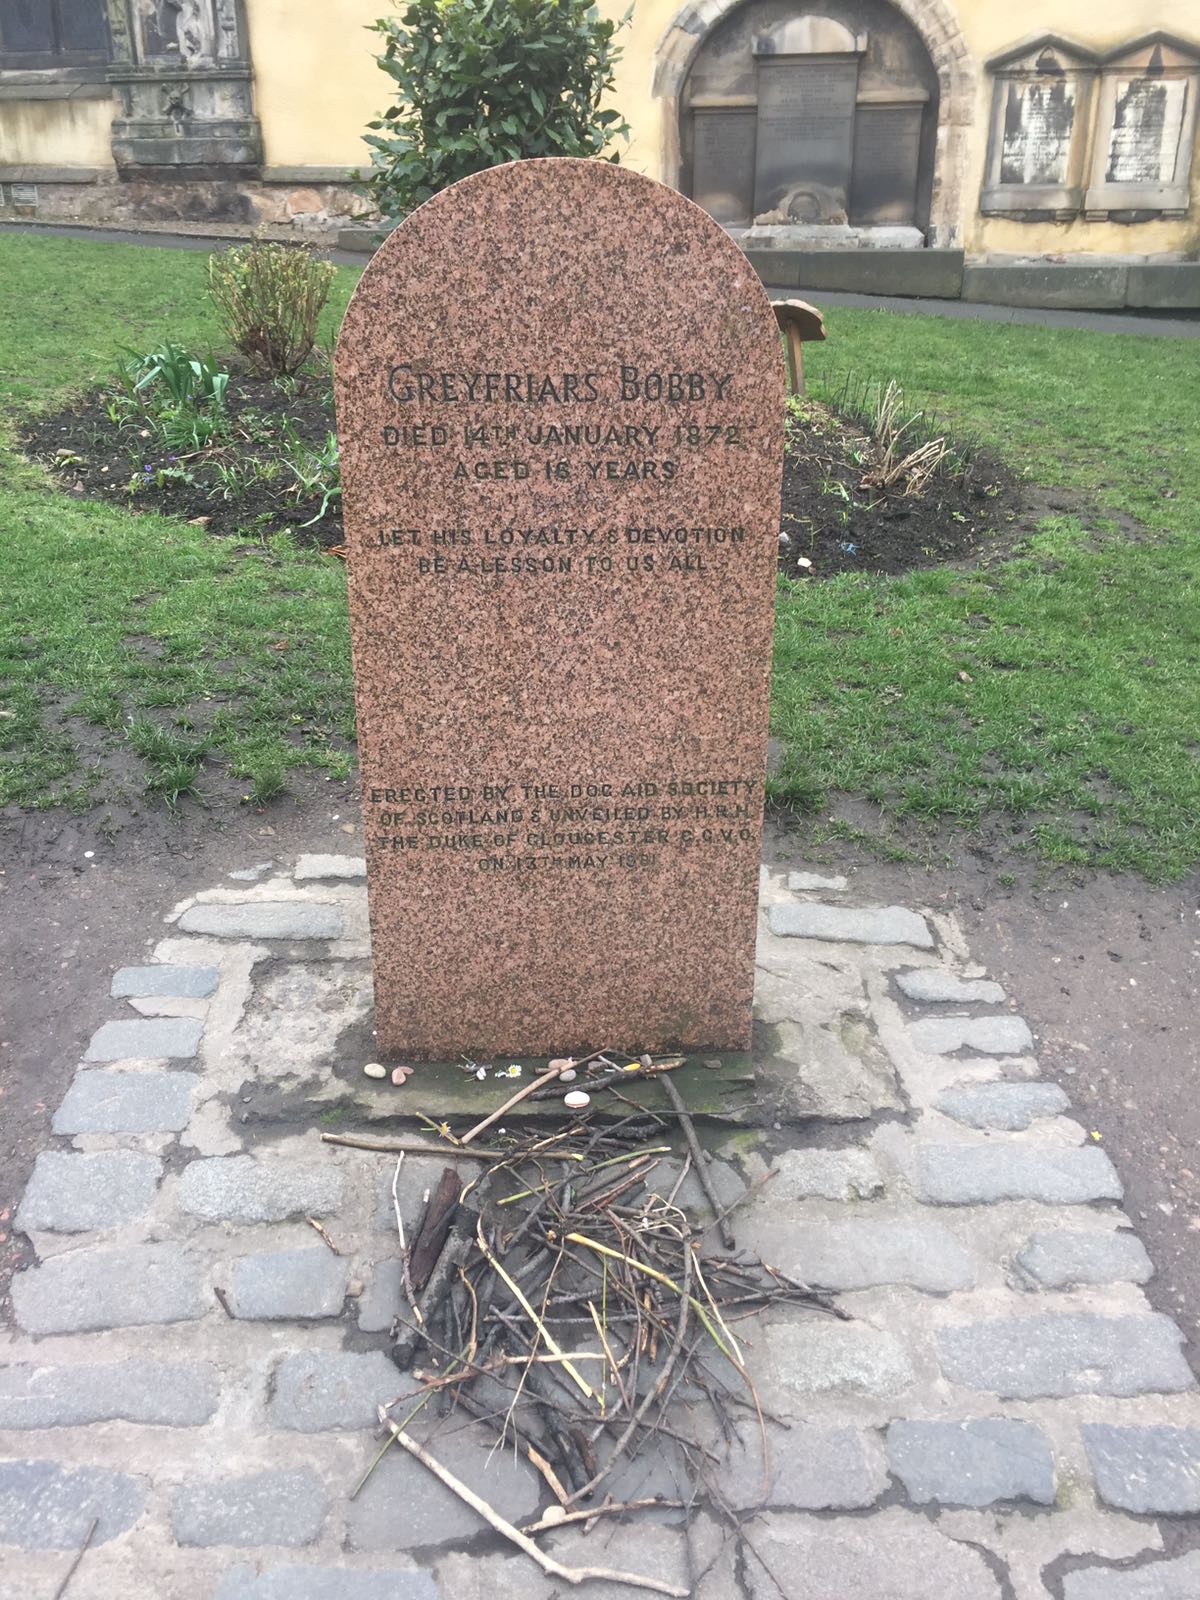 GREYFRIARS BOBBY
DIED 14TH JANUARY 1872
AGED 16 YEARS
LET HIS LOYALTY & DEVOTION
BE A LESSON TO US ALL
ERECTED BY THE DOG AID SOCIETY
OF SCOTLAND & UNVEILED BY H.R.H.
THE DUKE OF GLOUCESTER G.C.V.O.
ON 13TH MAY 1981